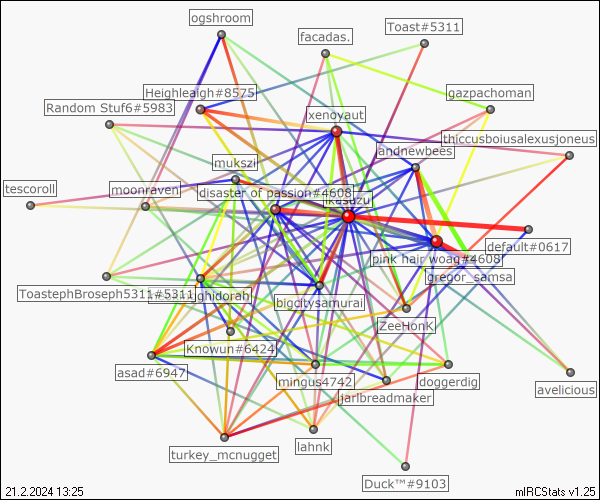 ogshroom
Toast#5311
facadas.
Heighleigh#8575
gazpachoman
Random Stuf6#5983
xenoyaut
thiccusboiusalexusjoneus
andnewbees
mukszi
tescoroll
moonraven
disaster of passion#4608
default#0617
pink hair woag#4608
gregor_samsa
ToastephBroseph5311#5311
ghidorah
bigcitysamurai
ZeeHonK
Knowun#6424
asad#6947
mingus4742
doggerdig
avelicious
jarlbreadmaker
lahnk
turkey_mcnugget
Duck™#9103
21.2.2024 13:25
mIRCStats v1.25